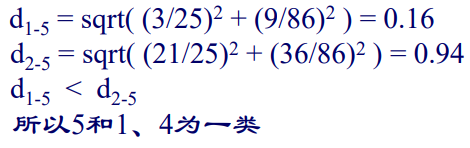 d₁₋₅ = sqrt( (3/25)² + (9/86)² ) = 0.16
d₂₋₅ = sqrt( (21/25)² + (36/86)² ) = 0.94
d₁₋₅ < d₂₋₅
所以5和1、4为一类